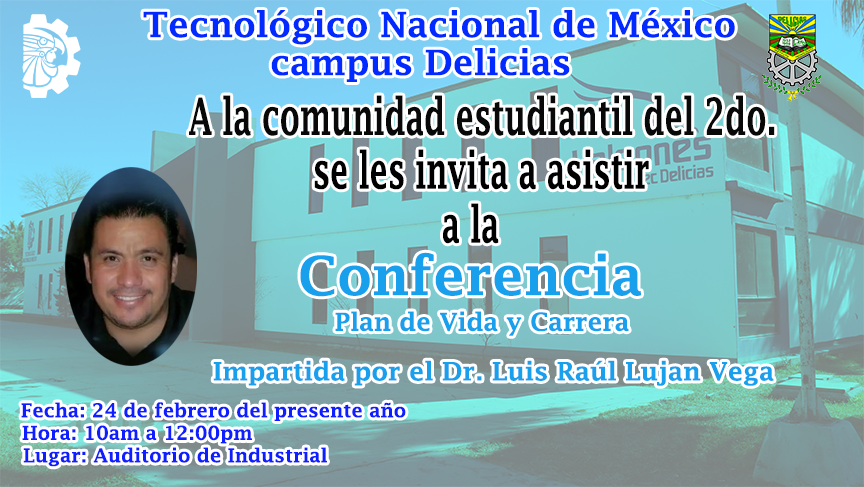 Tecnológico Nacional de México
campus Delicias
DELICIAS
A la comunidad estudiantil del 2do.
se les invita a asistir
a la
Conferencia
Plan de Vida y Carrera
Impartida por el Dr. Luis Raúl Lujan Vega
Fecha: 24 de febrero del presente año
Hora: 10am a 12:00pm
Lugar: Auditorio de Industrial
Delicias